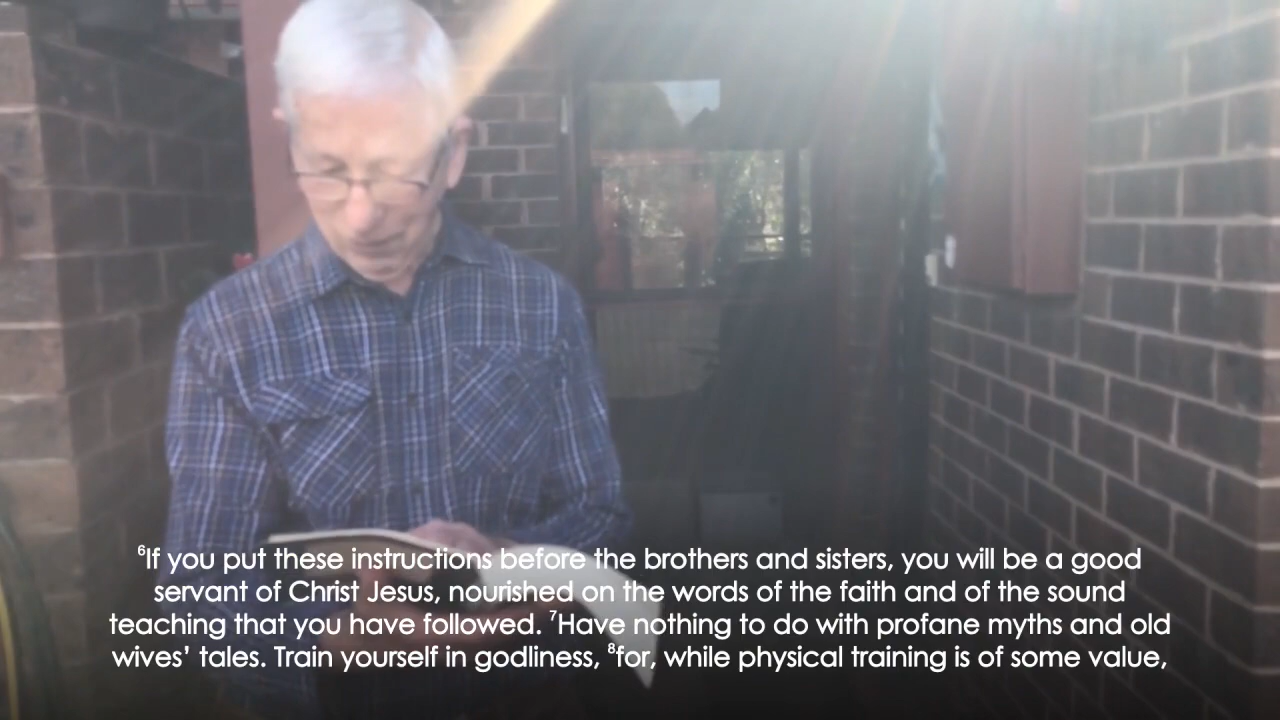 ⁶If you put these instructions before the brothers and sisters, you will be a good
servant of Christ Jesus, nourished on the words of the faith and of the sound
teaching that you have followed. ⁷Have nothing to do with profane myths and old
wives’ tales. Train yourself in godliness, ⁸for, while physical training is of some value,